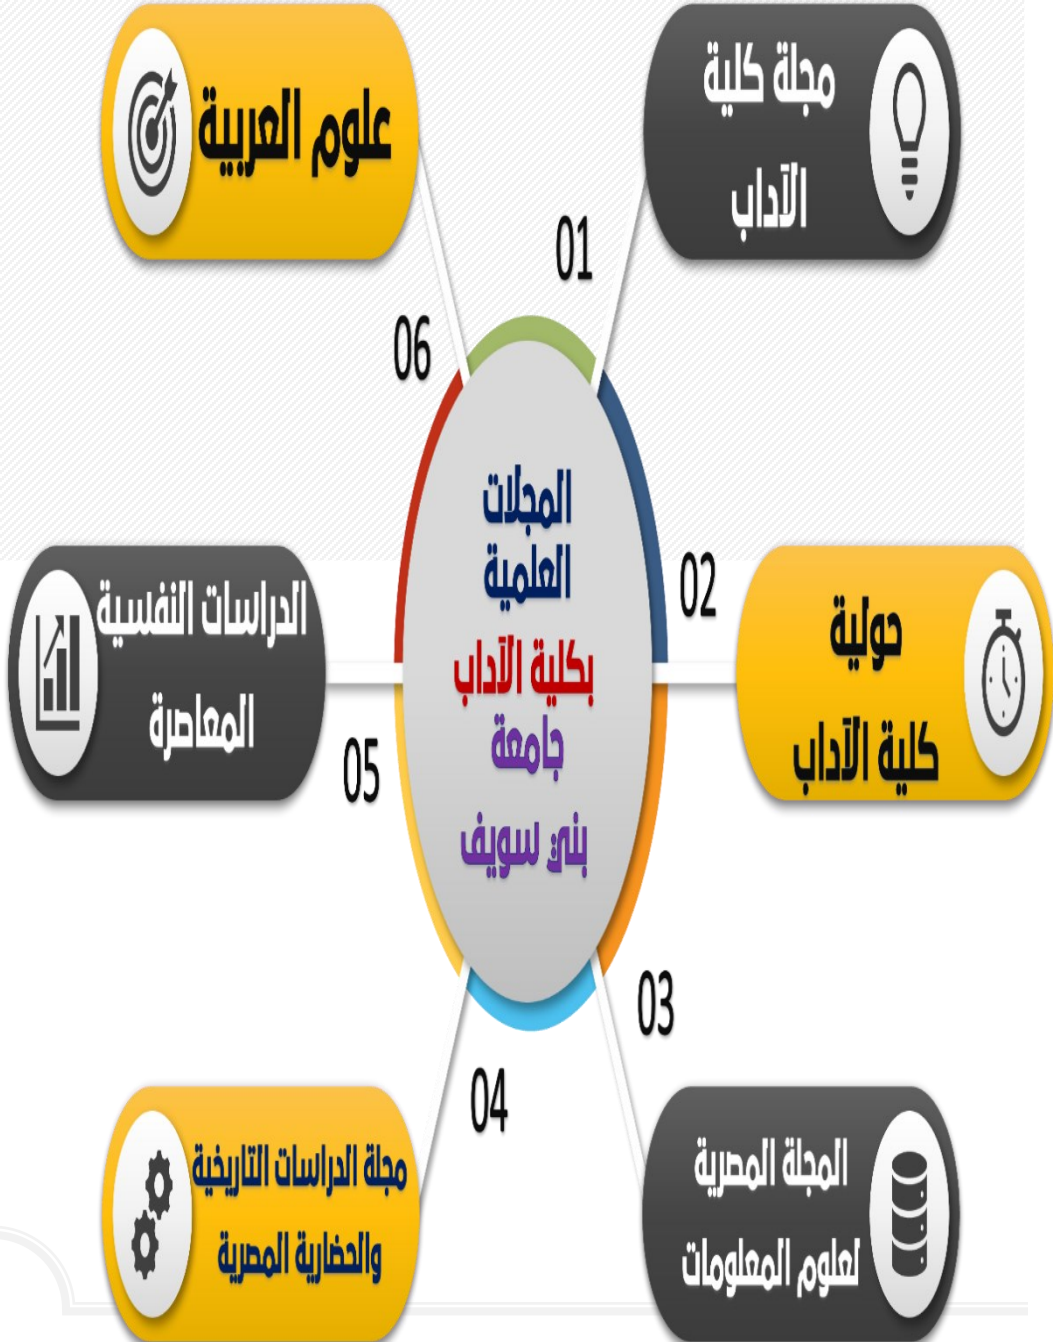 المجلات
العلمية
بكلية الآداب
جامعة
بني سويف
01
مجلة كلية
الآداب
02
حولية
كلية الآداب
03
المجلة المصرية
لعلوم المعلومات
04
مجلة الدراسات التاريخية
والحضارية المصرية
05
الدراسات النفسية
المعاصرة
06
علوم العربية